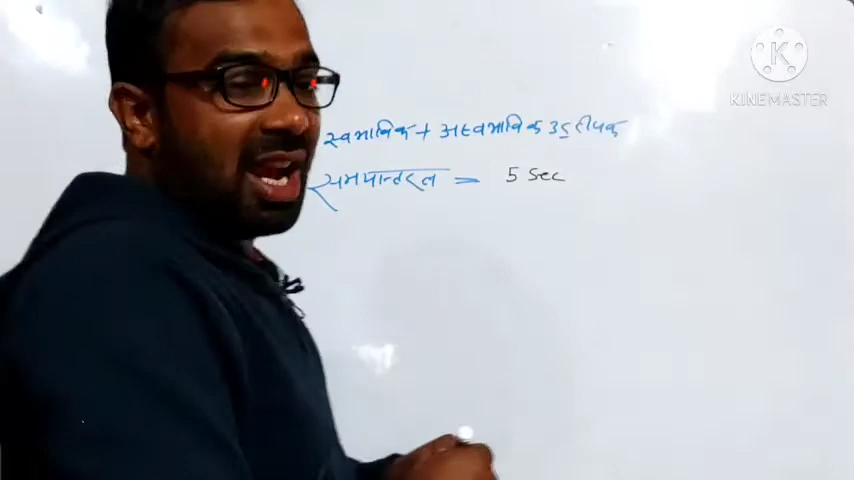 स्वभाविक + अस्वभाविक उद्दीपक
समयान्तराल = 5 Sec
K
KINEMASTER